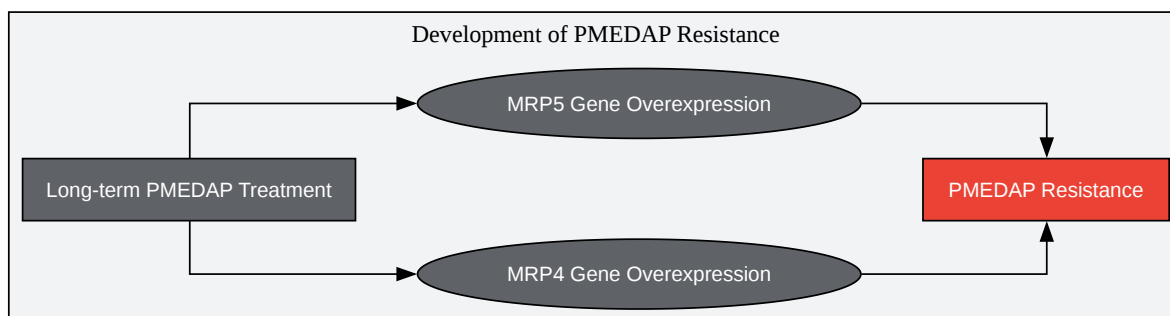 Development of PMEDAP Resistance
MRP5 Gene Overexpression
Long-term PMEDAP Treatment
PMEDAP Resistance
MRP4 Gene Overexpression